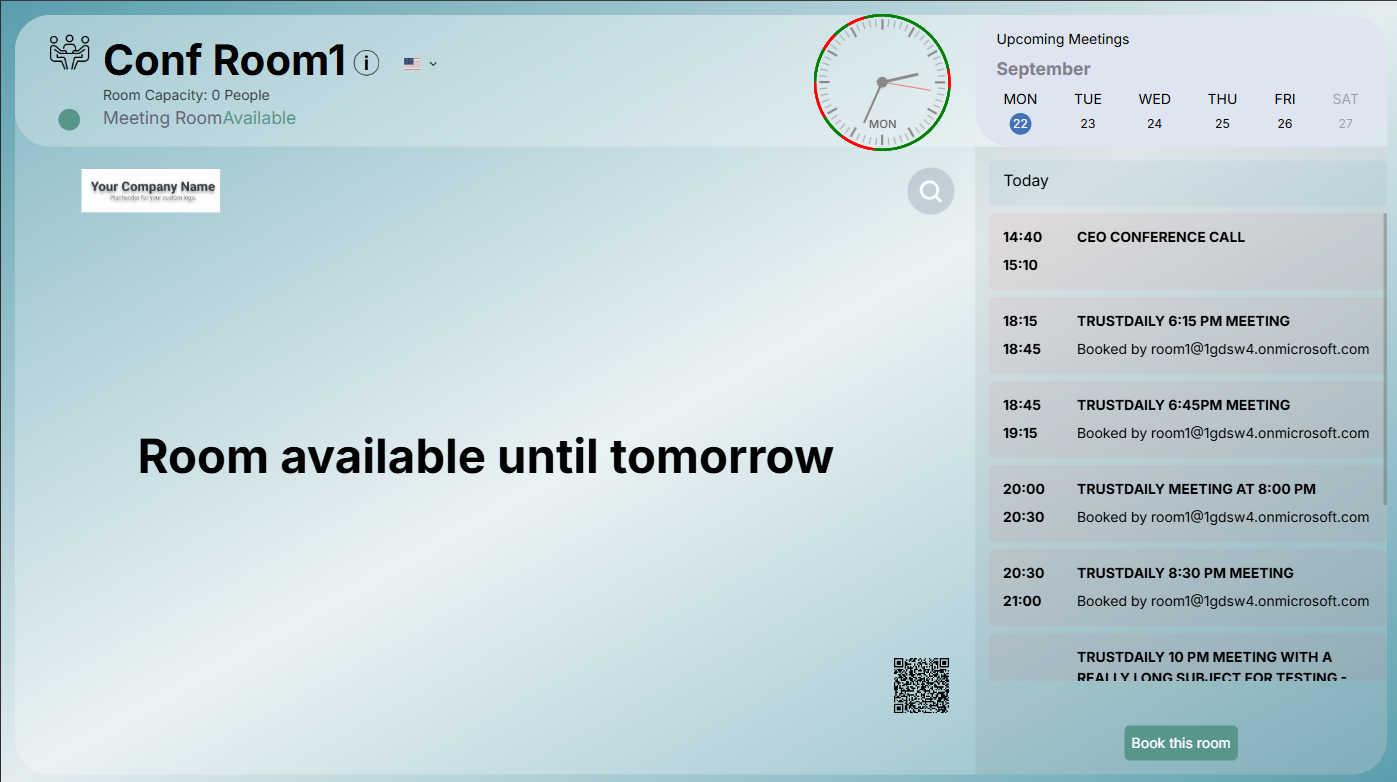 Conf Room1
Room Capacity: 0 People
Meeting RoomAvailable
MON
Upcoming Meetings
September
MON TUE WED THU FRI SAT
22 23 24 25 26 27
Your Company Name
Placheoder for your custom logo.
Room available until tomorrow
Today
14:40 CEO CONFERENCE CALL
15:10
18:15 TRUSTDAILY 6:15 PM MEETING
18:45 Booked by room1@1gdsw4.onmicrosoft.com
18:45 TRUSTDAILY 6:45PM MEETING
19:15 Booked by room1@1gdsw4.onmicrosoft.com
20:00 TRUSTDAILY MEETING AT 8:00 PM
20:30 Booked by room1@1gdsw4.onmicrosoft.com
20:30 TRUSTDAILY 8:30 PM MEETING
21:00 Booked by room1@1gdsw4.onmicrosoft.com
TRUSTDAILY 10 PM MEETING WITH A
REALLY LONG SUBJECT FOR TESTING -
Book this room